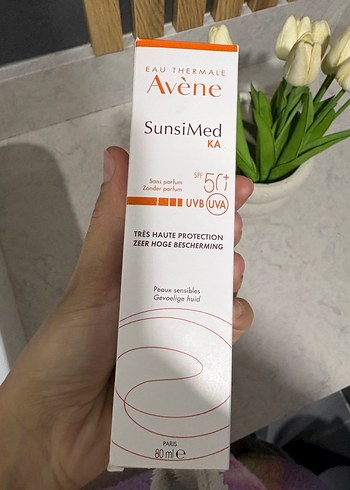 EAU THERMALE
Avène
SunsiMed
KA
Sans parfum
Zonder parfum
SPF 50+
UVB UVA
TRÈS HAUTE PROTECTION
ZEER HOGE BESCHERMING
Peaux sensibles
Gevoelige huid
PARIS
80 ml ℮